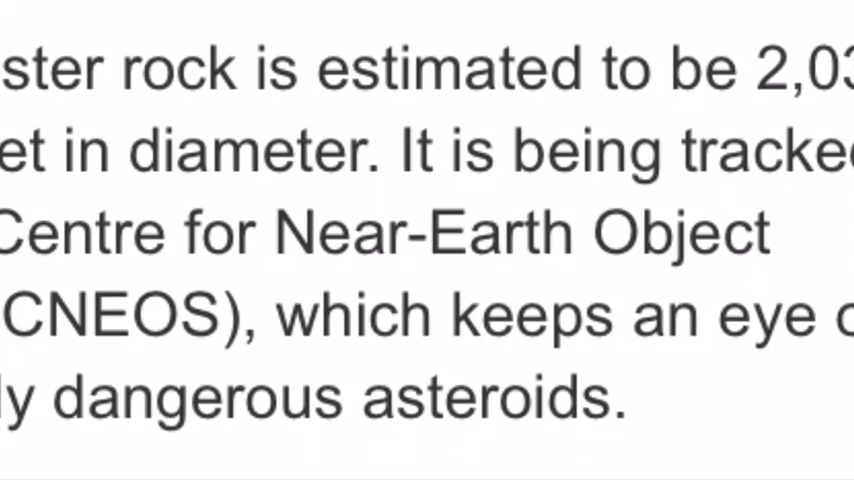 ster rock is estimated to be 2,03
et in diameter. It is being tracked
Centre for Near-Earth Object
CNEOS), which keeps an eye o
ly dangerous asteroids.